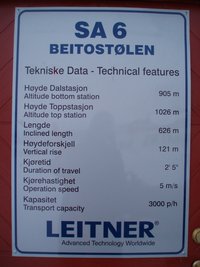 SA 6
BEITOSTØLEN
Tekniske Data - Technical features
Høyde Dalstasjon
Altitude bottom station 905 m
Høyde Toppstasjon
Altitude top station 1026 m
Lengde
Inclined length 626 m
Høydeforskjell
Vertical rise 121 m
Kjøretid
Duration of travel 2' 5"
Kjørehastighet
Operation speed 5 m/s
Kapasitet
Transport capacity 3000 p/h
LEITNER®
Advanced Technology Worldwide